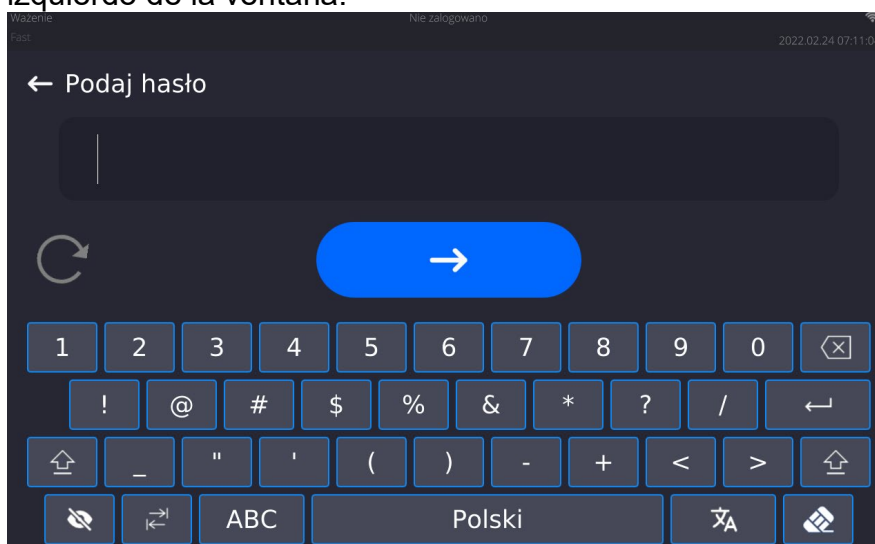 izquierdo de la ventana.
Ważenie Nie zalogowano
Fast 2022.02.24 07:11:0
← Podaj hasło
→
1 2 3 4 5 6 7 8 9 0
! @ # $ % & * ? /
_ " ' ( ) - + < >
ABC Polski